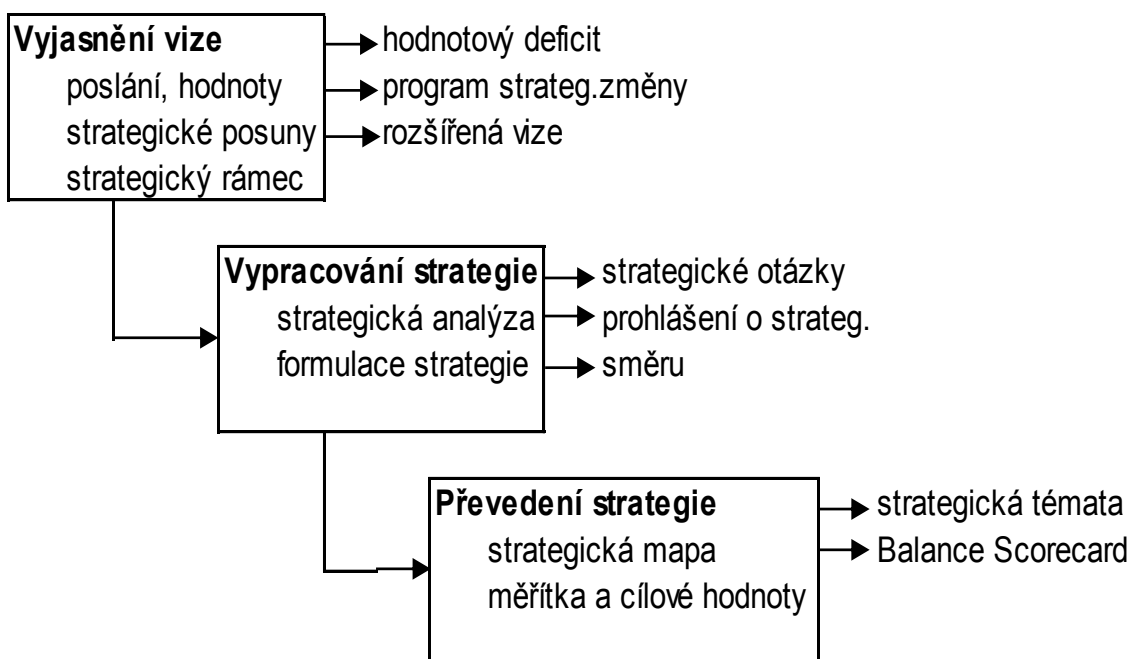 Vyjasnění vize
hodnotový deficit
poslání, hodnoty
program strateg.změny
strategické posuny
rozšířená vize
strategický rámec
Vypracování strategie
strategické otázky
strategická analýza
prohlášení o strateg.
formulace strategie
směru
Převedení strategie
strategická témata
strategická mapa
Balance Scorecard
měřítka a cílové hodnoty